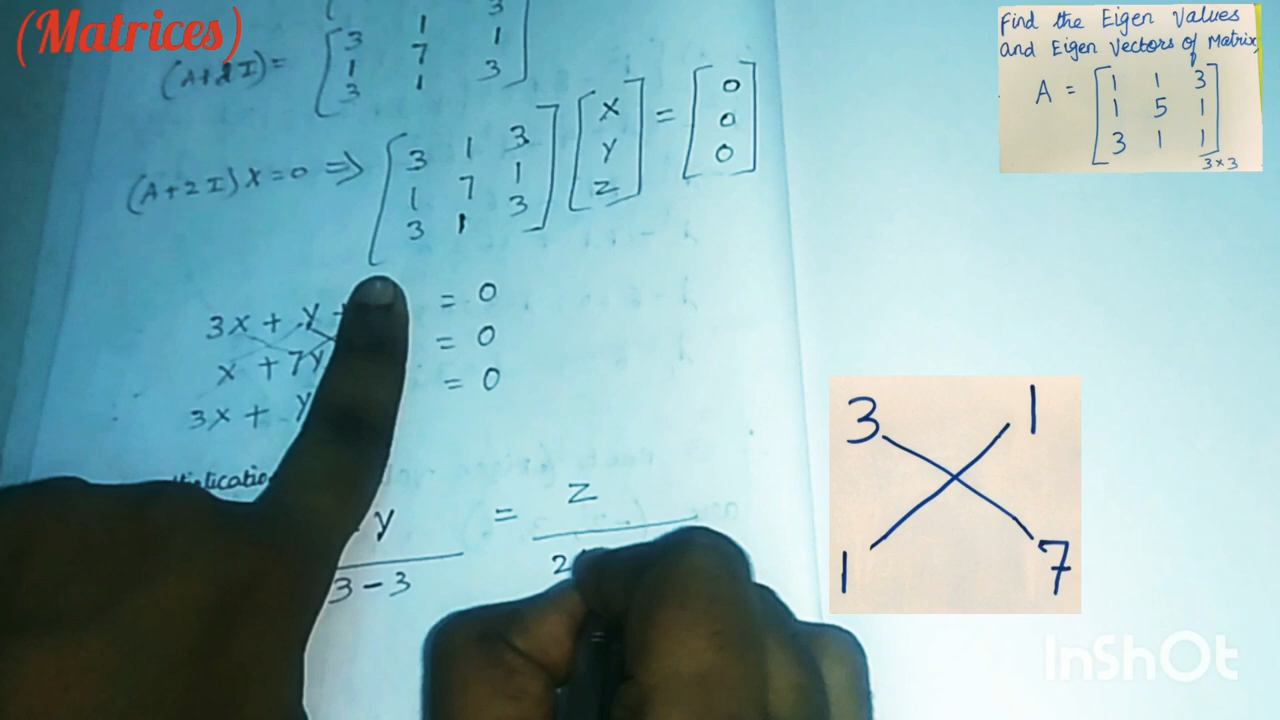 (Matrices)
3
(A+2I) = [3 1
1 7 1
3 1 3]
(A+2I)X=0 => [3 1 3
1 7 1
3 1 3] [x
y
z] = [0
0
0]
3x + y + = 0
x + 7y = 0
3x + y = 0
y = z
3-3 2
Find the Eigen Values
and Eigen Vectors of Matrix,
A = [1 1 3
1 5 1
3 1 1]
3x3
3 1
1 7
InShOt